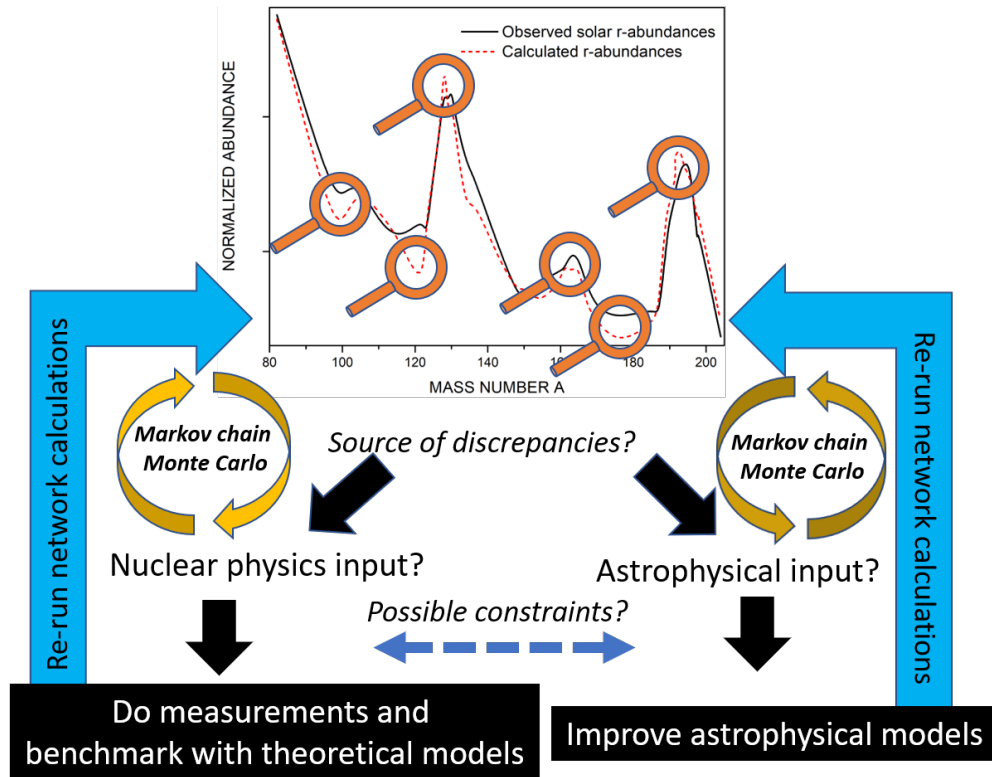 Observed solar r-abundances
Calculated r-abundances
NORMALIZED ABUNDANCE
80 100 120 140 180 200
MASS NUMBER A
Re-run network calculations
Re-run network calculations
Markov chain
Monte Carlo
Source of discrepancies?
Markov chain
Monte Carlo
Nuclear physics input?
Astrophysical input?
Possible constraints?
Do measurements and
benchmark with theoretical models
Improve astrophysical models